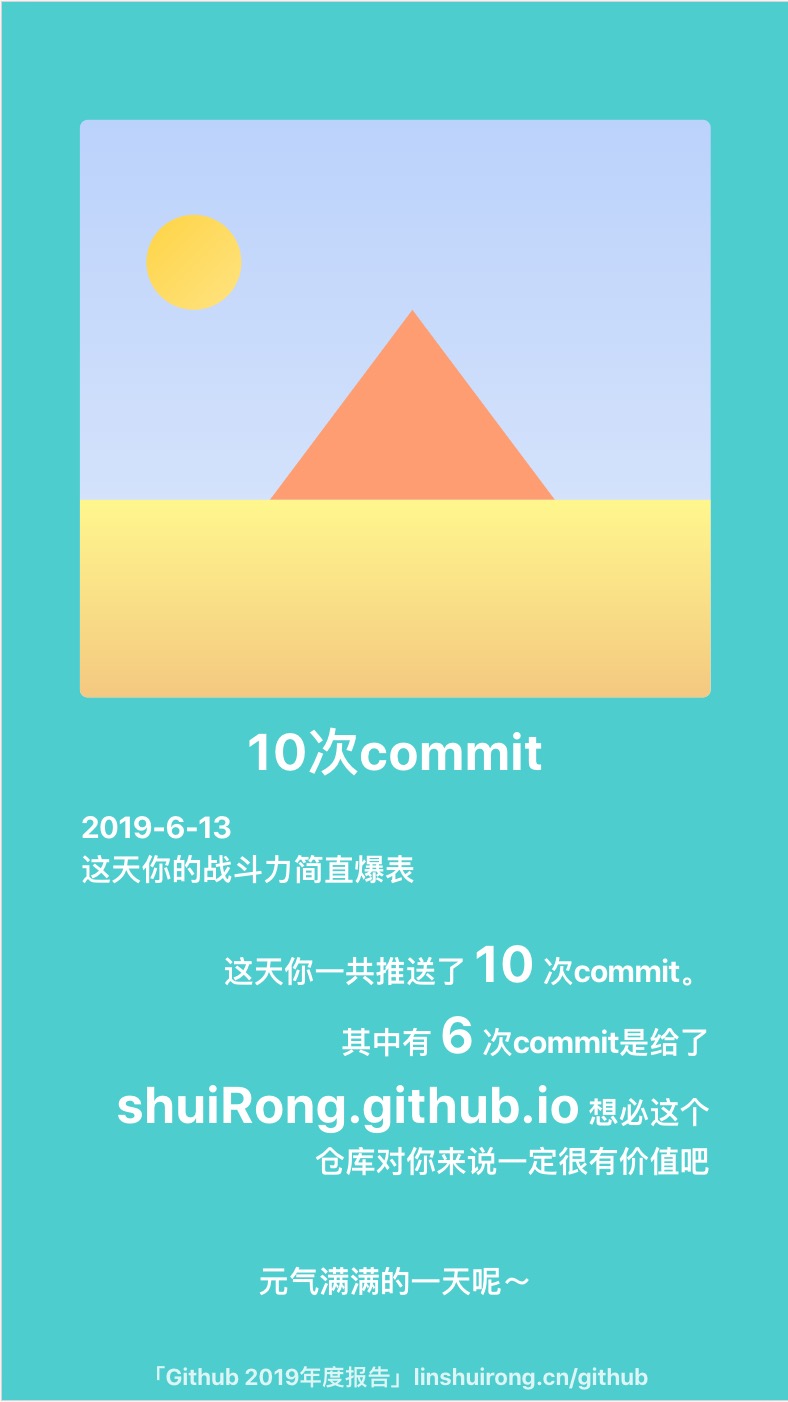 10次commit
2019-6-13
这天你的战斗力简直爆表
这天你一共推送了 10 次commit。
其中有 6 次commit是给了
shuiRong.github.io 想必这个
仓库对你来说一定很有价值吧
元气满满的一天呢～
「Github 2019年度报告」linshuirong.cn/github